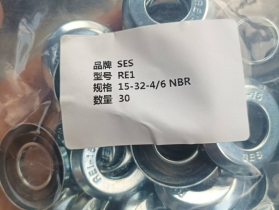 品牌 SES
型号 RE1
规格 15-32-4/6 NBR
数量 30